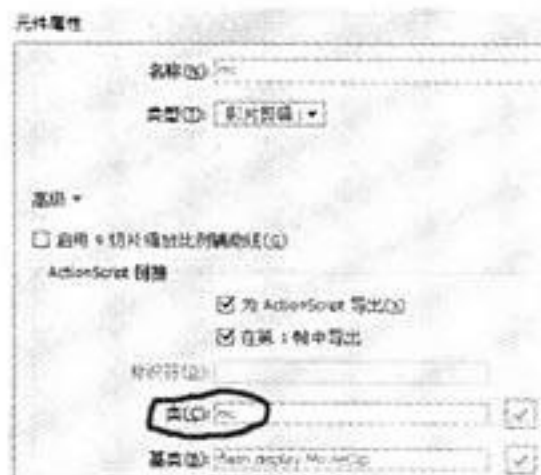 元件属性
名称(N): mc
类型(T): 影片剪辑
高级
启用 9 切片缩放比例辅助线(G)
ActionScript 链接
为 ActionScript 导出(X)
在第 1 帧中导出
标识符(D):
类(C): mc
基类(B): flash.display.MovieClip